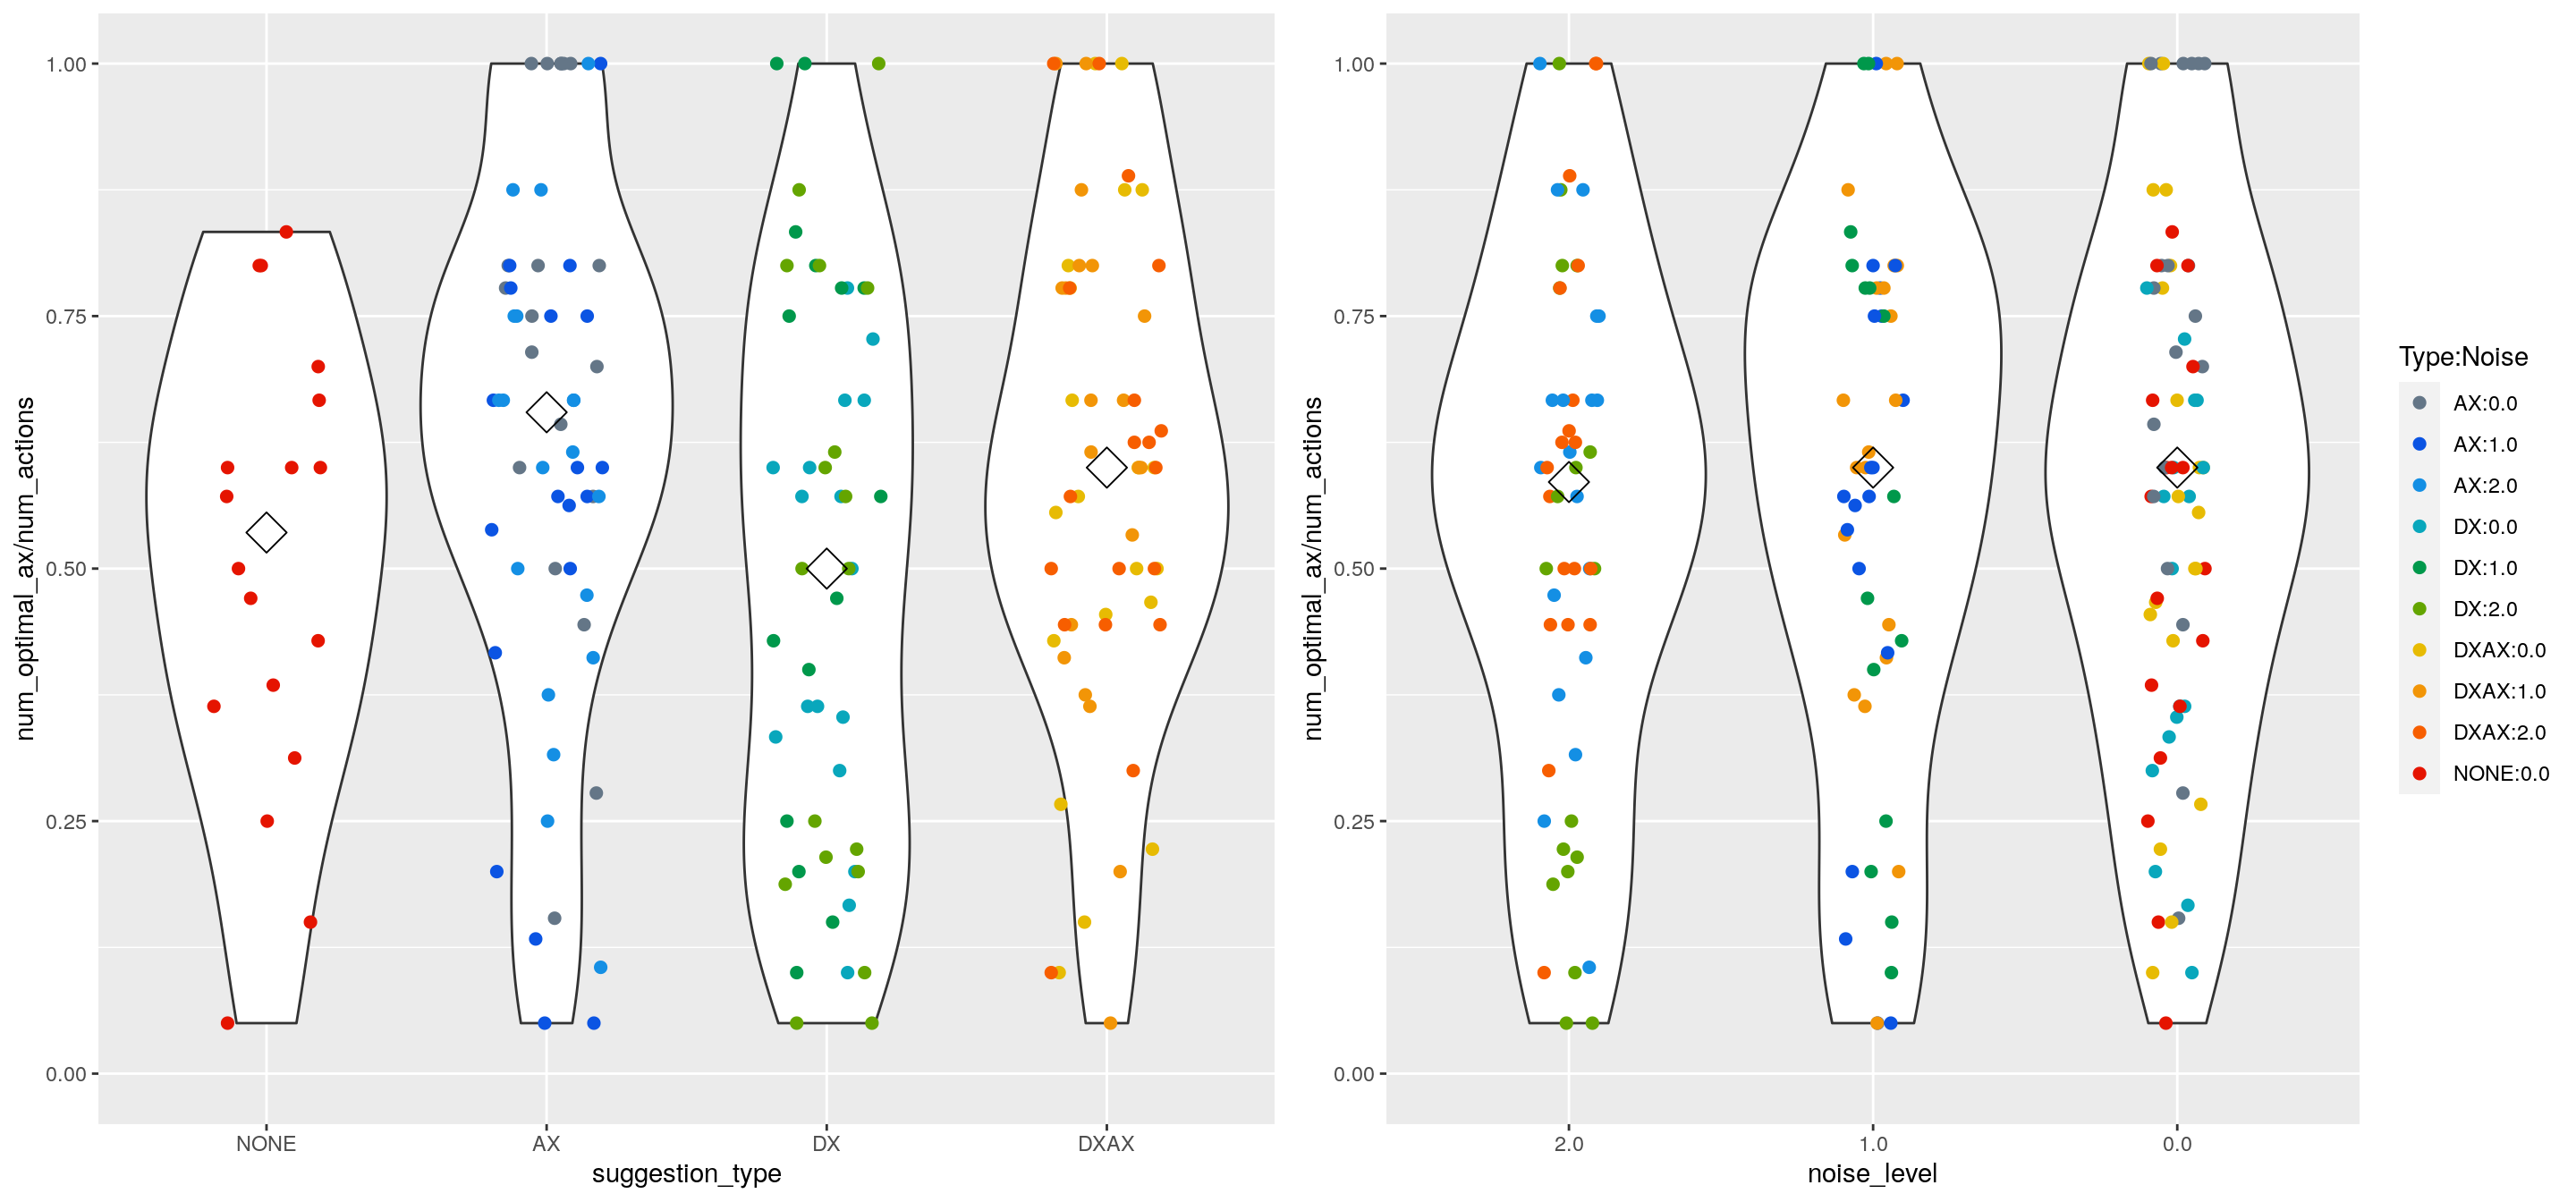 num_optimal_ax/num_actions
1.00
0.75
0.50
0.25
0.00
NONE
AX
DX
DXAX
suggestion_type
num_optimal_ax/num_actions
1.00
0.75
0.50
0.25
0.00
2.0
1.0
0.0
noise_level
Type:Noise
AX:0.0
AX:1.0
AX:2.0
DX:0.0
DX:1.0
DX:2.0
DXAX:0.0
DXAX:1.0
DXAX:2.0
NONE:0.0